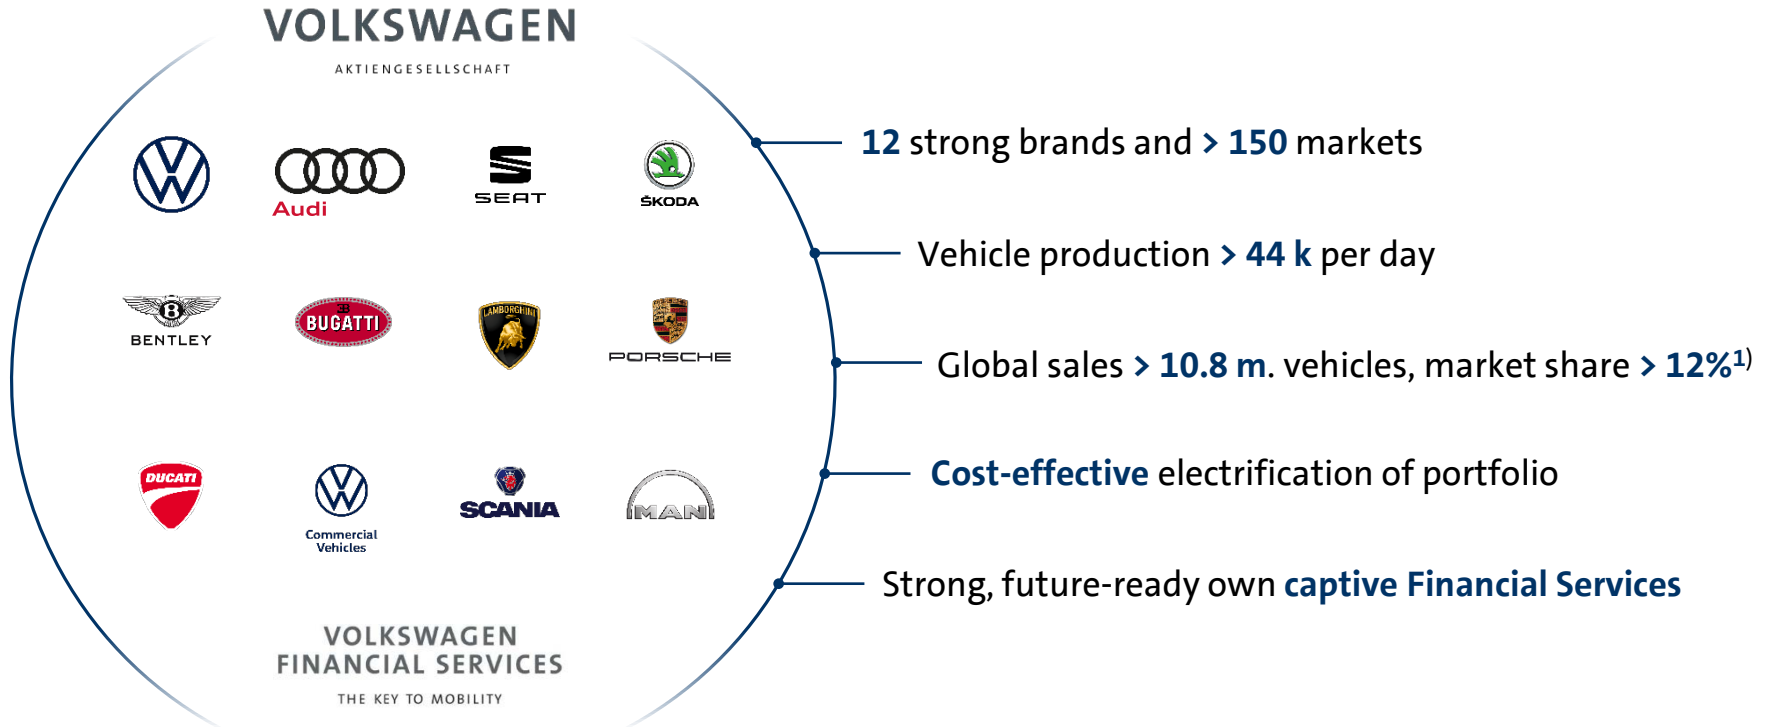 VOLKSWAGEN
AKTIENGESELLSCHAFT
Audi
SEAT
ŠKODA
BENTLEY
BUGATTI
LAMBORGHINI
PORSCHE
DUCATI
Commercial
Vehicles
SCANIA
MAN
VOLKSWAGEN
FINANCIAL SERVICES
THE KEY TO MOBILITY
12 strong brands and > 150 markets
Vehicle production > 44 k per day
Global sales > 10.8 m. vehicles, market share > 12%¹⁾
Cost-effective electrification of portfolio
Strong, future-ready own captive Financial Services